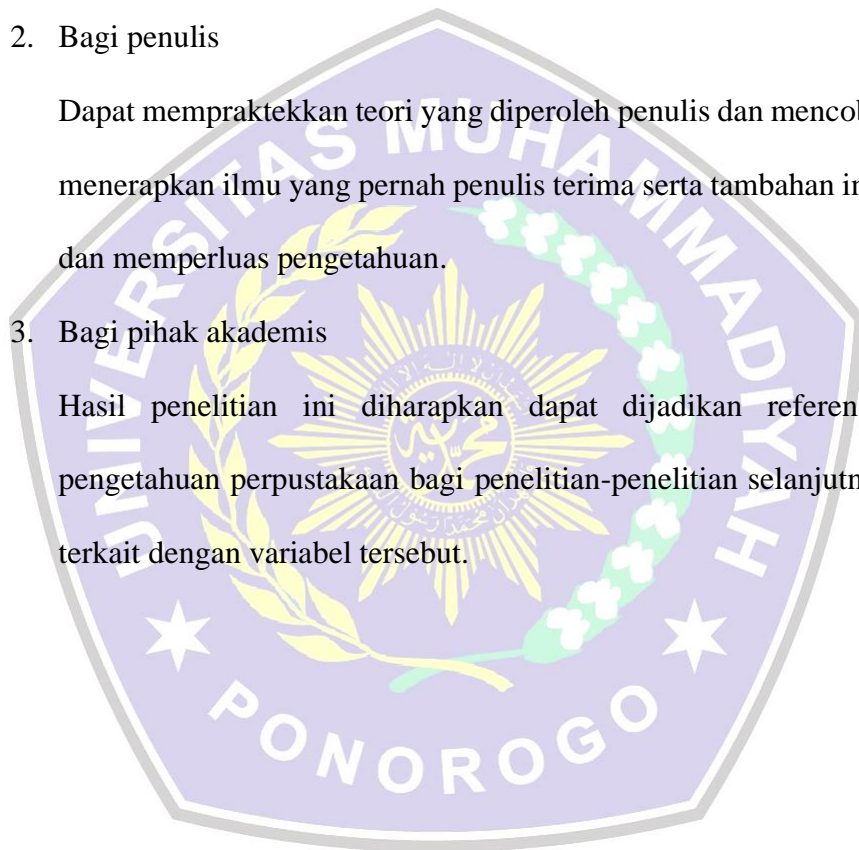 2. Bagi penulis
Dapat mempraktekkan teori yang diperoleh penulis dan mencob
menerapkan ilmu yang pernah penulis terima serta tambahan
dan memperluas pengetahuan.
3. Bagi pihak akademis
Hasil penelitian ini diharapkan dapat dijadikan referen
pengetahuan perpustakaan bagi penelitian-penelitian selanjutn
terkait dengan variabel tersebut.
UNIVERSITAS MUHAMMADIYAH
PONOROGO